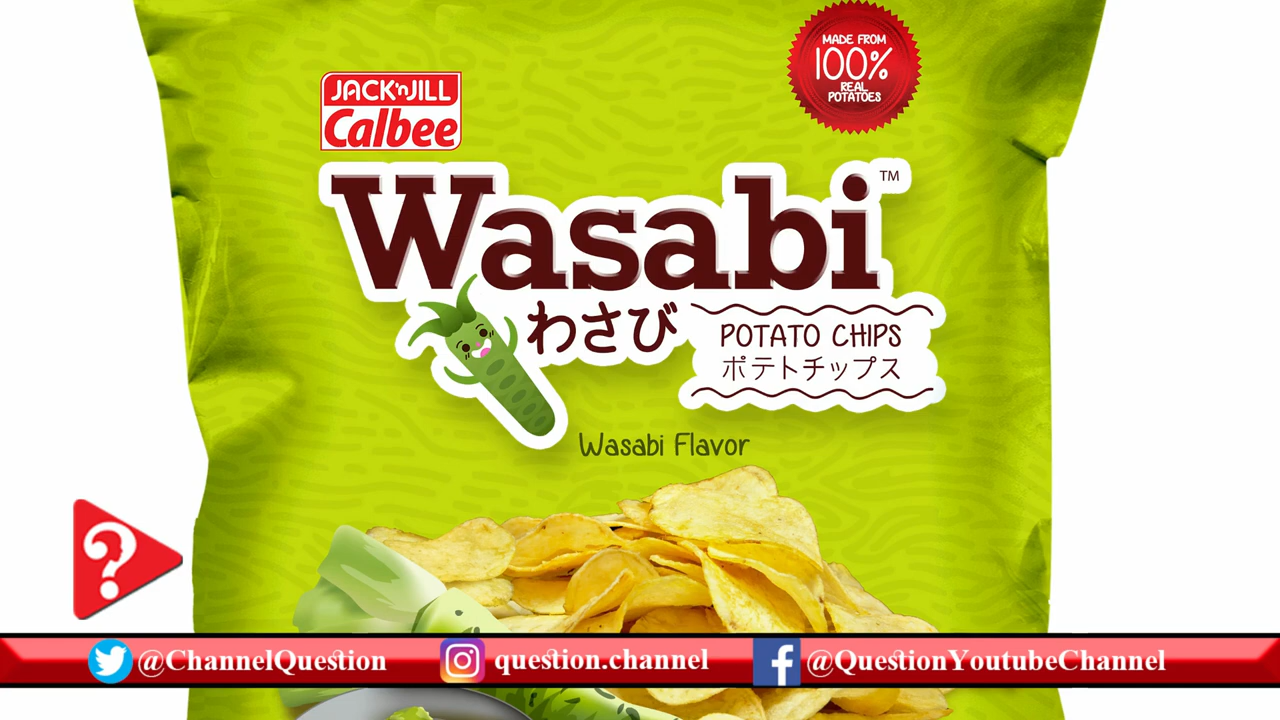 MADE FROM
100%
REAL
POTATOES
JACK 'n JILL
Calbee
Wasabi™
わさび
POTATO CHIPS
ポテトチップス
Wasabi Flavor
?
@ChannelQuestion
question.channel
@QuestionYoutubeChannel